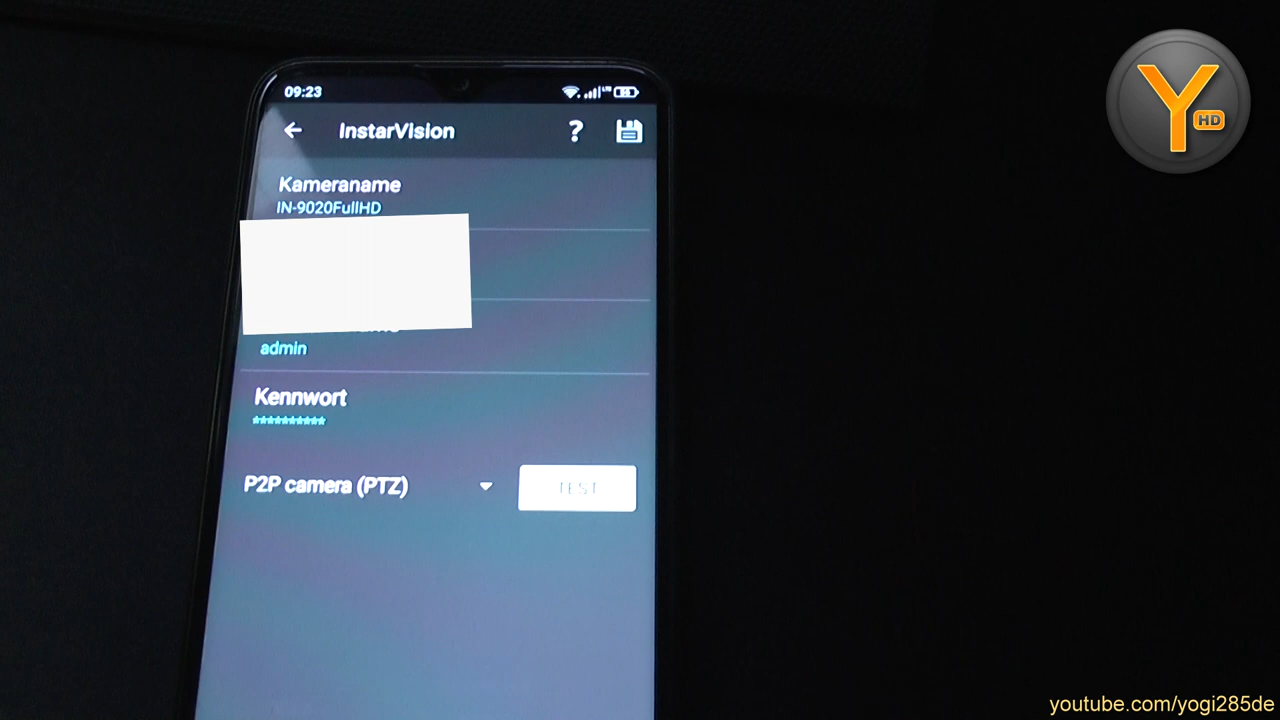 09:23
InstarVision
?
Kameraname
IN-9020FullHD
admin
Kennwort
**********
P2P camera (PTZ)
TEST
Y HD
youtube.com/yogi285de